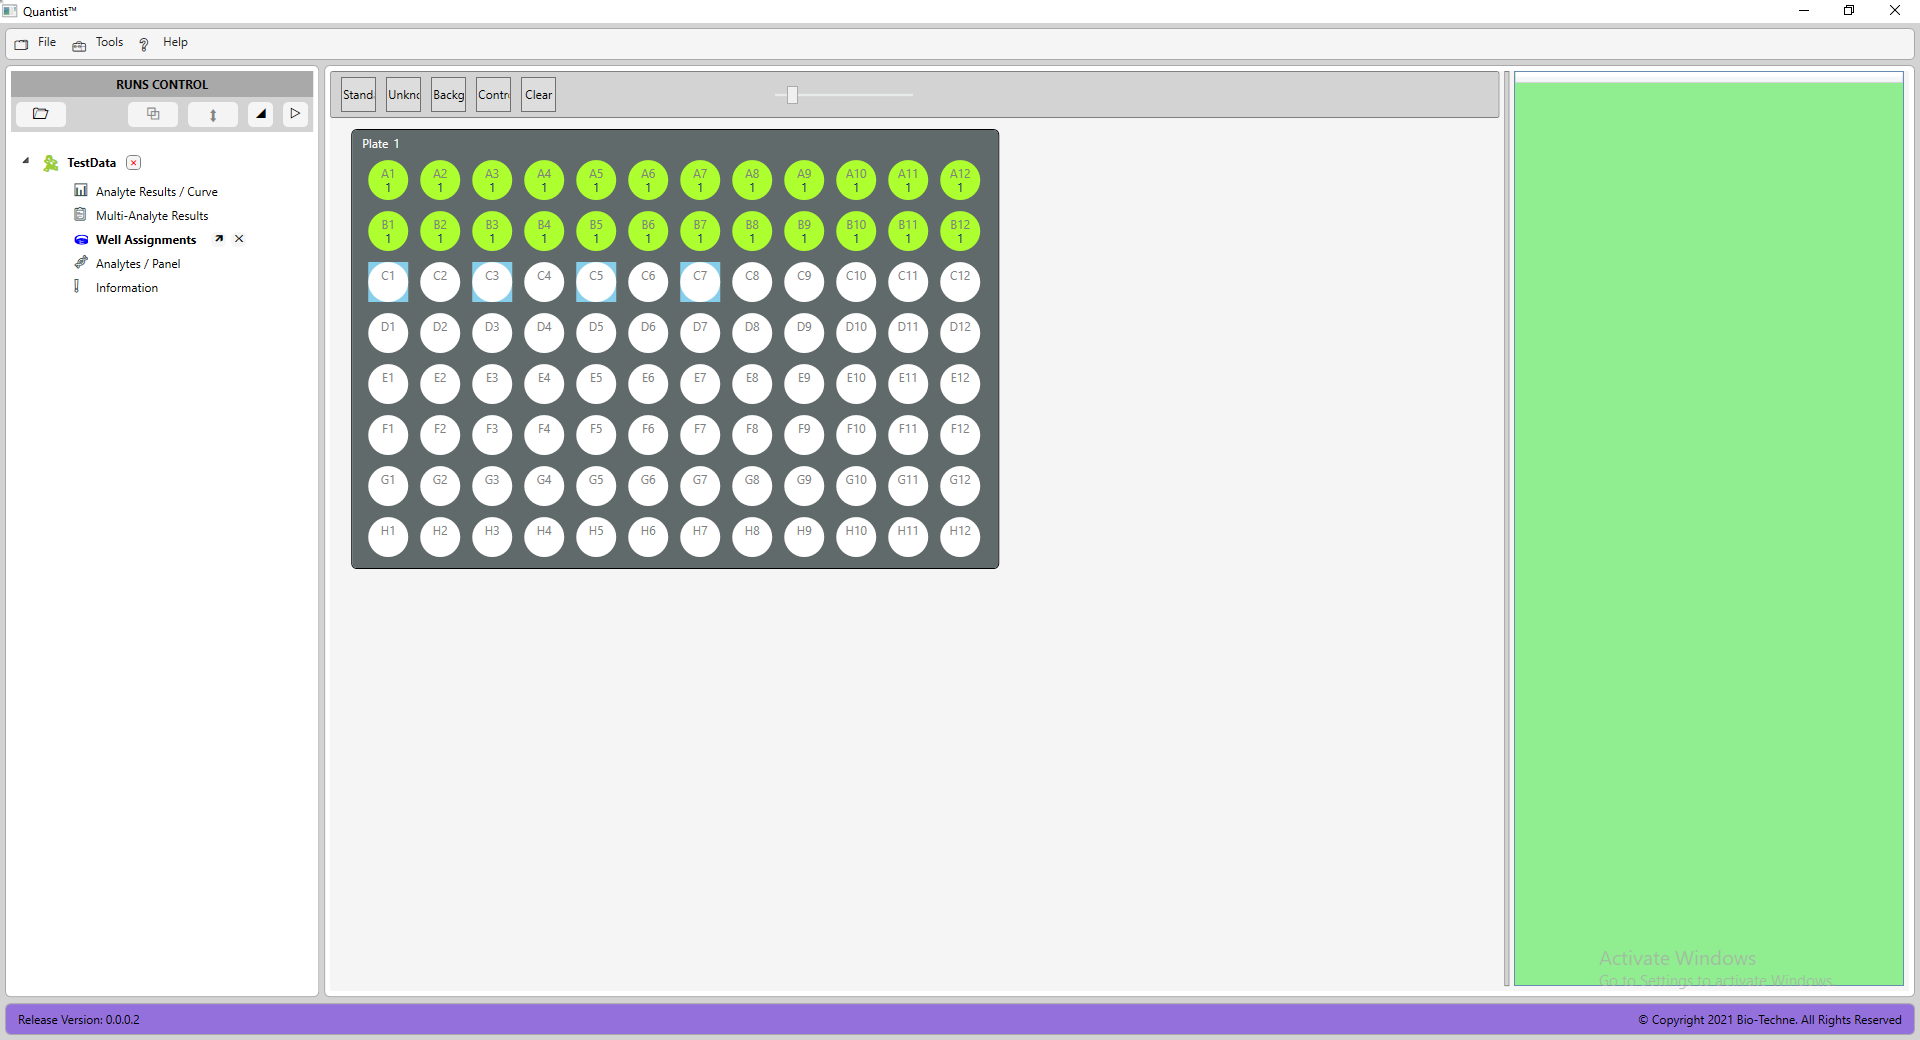 Quantist™
File Tools ? Help
RUNS CONTROL
Stand Unknc Backg Contr Clear
TestData
Analyte Results / Curve
Multi-Analyte Results
Well Assignments
Analytes / Panel
Information
Plate 1
A1 A2 A3 A4 A5 A6 A7 A8 A9 A10 A11 A12
1 1 1 1 1 1 1 1 1 1 1 1
B1 B2 B3 B4 B5 B6 B7 B8 B9 B10 B11 B12
1 1 1 1 1 1 1 1 1 1 1 1
C1 C2 C3 C4 C5 C6 C7 C8 C9 C10 C11 C12
D1 D2 D3 D4 D5 D6 D7 D8 D9 D10 D11 D12
E1 E2 E3 E4 E5 E6 E7 E8 E9 E10 E11 E12
F1 F2 F3 F4 F5 F6 F7 F8 F9 F10 F11 F12
G1 G2 G3 G4 G5 G6 G7 G8 G9 G10 G11 G12
H1 H2 H3 H4 H5 H6 H7 H8 H9 H10 H11 H12
Activate Windows
Go to Settings to activate Windows.
Release Version: 0.0.0.2
© Copyright 2021 Bio-Techne. All Rights Reserved